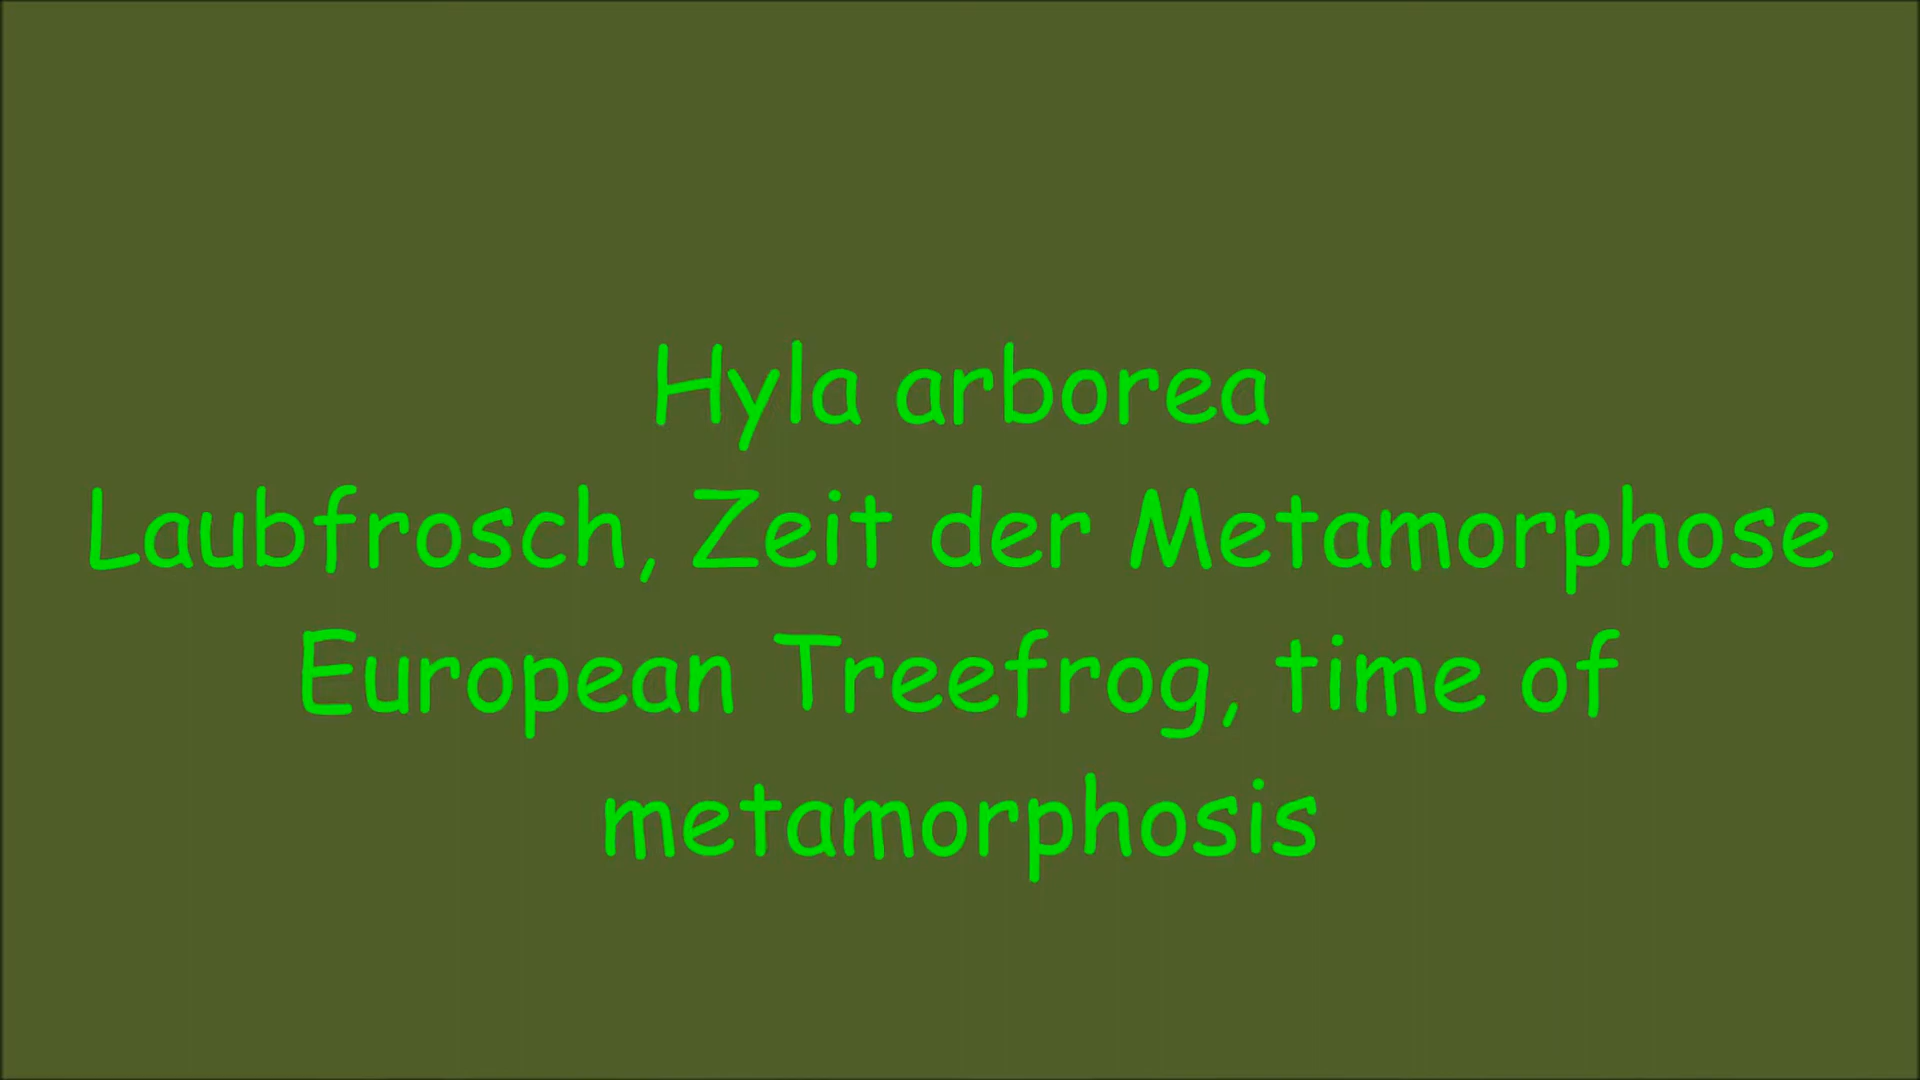 Hyla arborea
Laubfrosch, Zeit der Metamorphose
European Treefrog, time of
metamorphosis